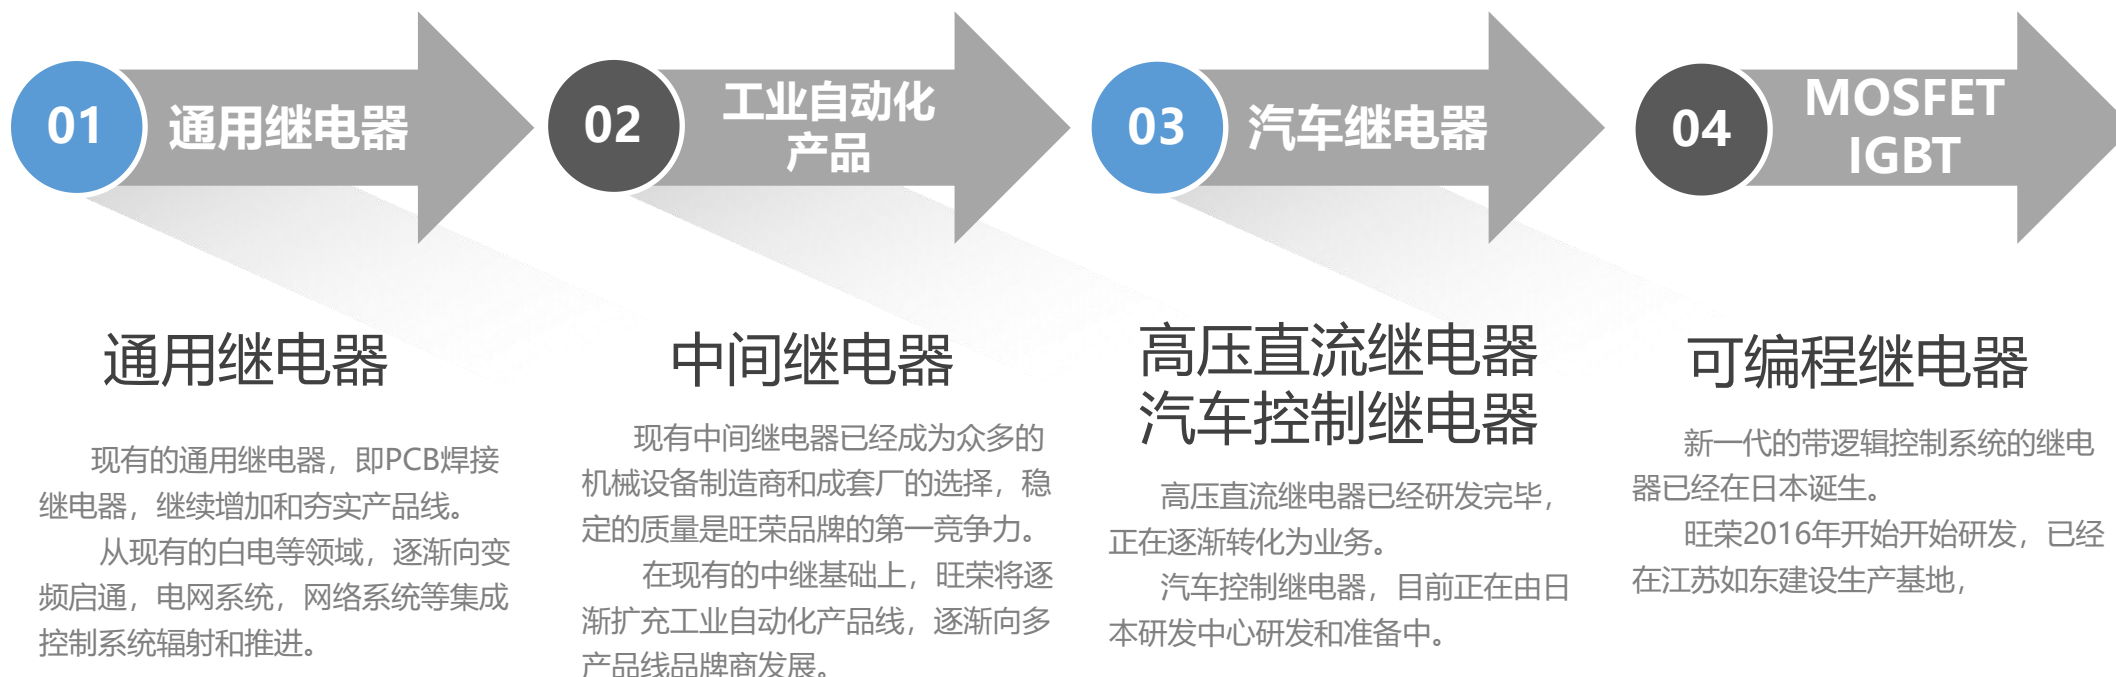 01
通用继电器
02
工业自动化
产品
03
汽车继电器
04
MOSFET
IGBT
通用继电器
现有的通用继电器，即PCB焊接
继电器，继续增加和夯实产品线。
从现有的白电等领域，逐渐向变
频启通，电网系统，网络系统等集成
控制系统辐射和推进。
中间继电器
现有中间继电器已经成为众多的
机械设备制造商和成套厂的选择，稳
定的质量是旺荣品牌的第一竞争力。
在现有的中继基础上，旺荣将逐
渐扩充工业自动化产品线，逐渐向多
产品线品牌商发展。
高压直流继电器
汽车控制继电器
高压直流继电器已经研发完毕，
正在逐渐转化为业务。
汽车控制继电器，目前正在由日
本研发中心研发和准备中。
可编程继电器
新一代的带逻辑控制系统的继电
器已经在日本诞生。
旺荣2016年开始开始研发，已经
在江苏如东建设生产基地，